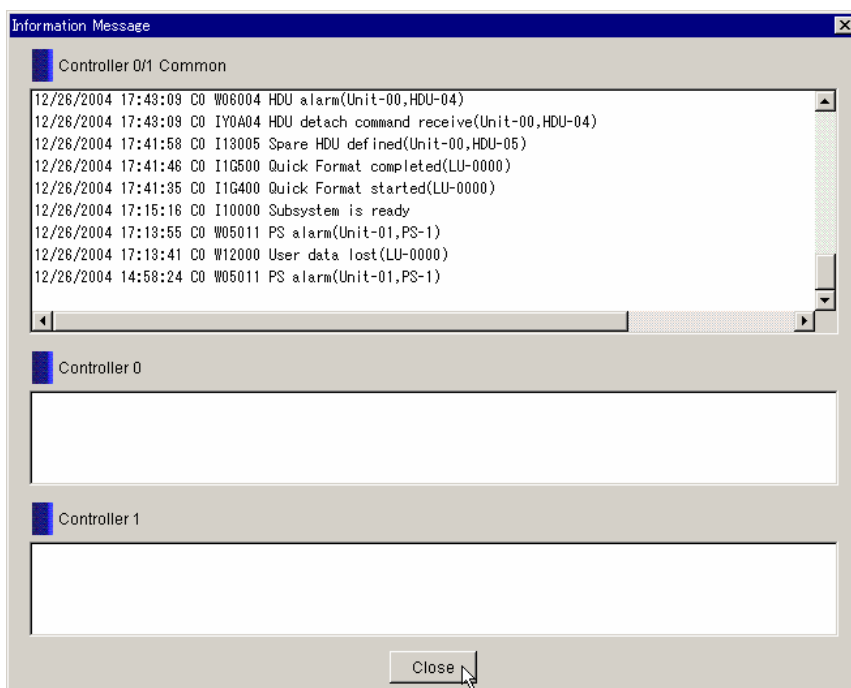 Information Message
Controller 0/1 Common
12/26/2004 17:43:09 C0 W06004 HDU alarm(Unit-00,HDU-04)
12/26/2004 17:43:09 C0 IY0A04 HDU detach command receive(Unit-00,HDU-04)
12/26/2004 17:41:58 C0 I13005 Spare HDU defined(Unit-00,HDU-05)
12/26/2004 17:41:46 C0 I1G500 Quick Format completed(LU-0000)
12/26/2004 17:41:35 C0 I1G400 Quick Format started(LU-0000)
12/26/2004 17:15:16 C0 I10000 Subsystem is ready
12/26/2004 17:13:55 C0 W05011 PS alarm(Unit-01,PS-1)
12/26/2004 17:13:41 C0 W12000 User data lost(LU-0000)
12/26/2004 14:58:24 C0 W05011 PS alarm(Unit-01,PS-1)
Controller 0
Controller 1
Close